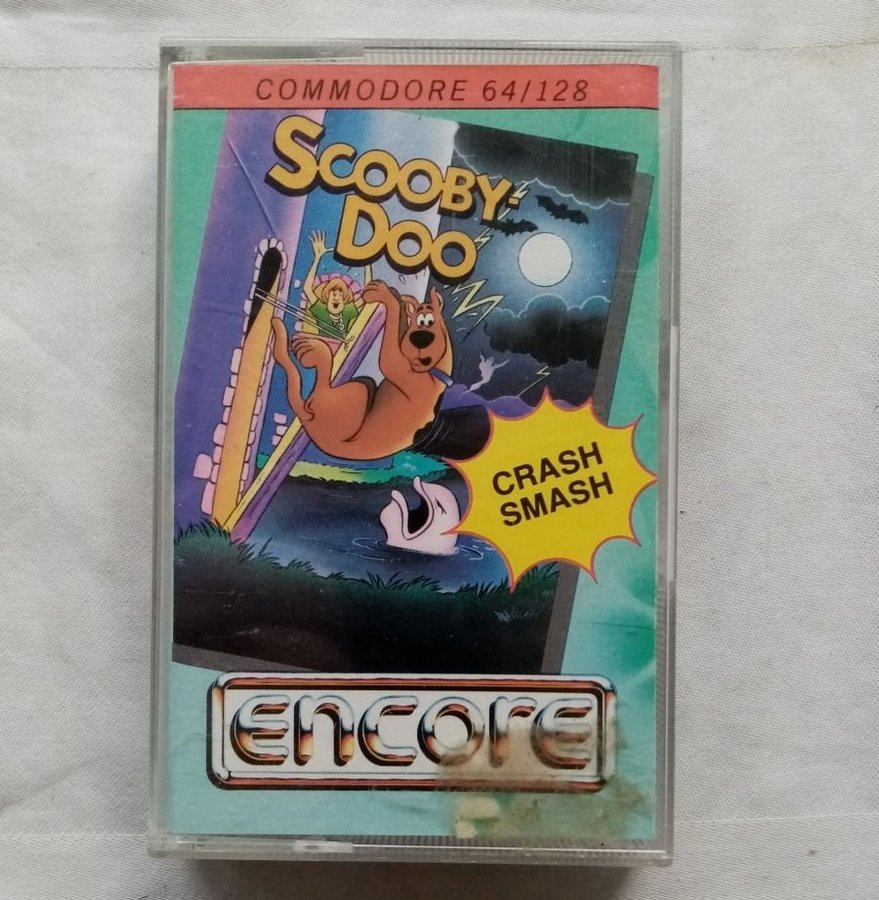 COMMODORE 64/128
SCOOBY-
DOO
CRASH
SMASH
encore